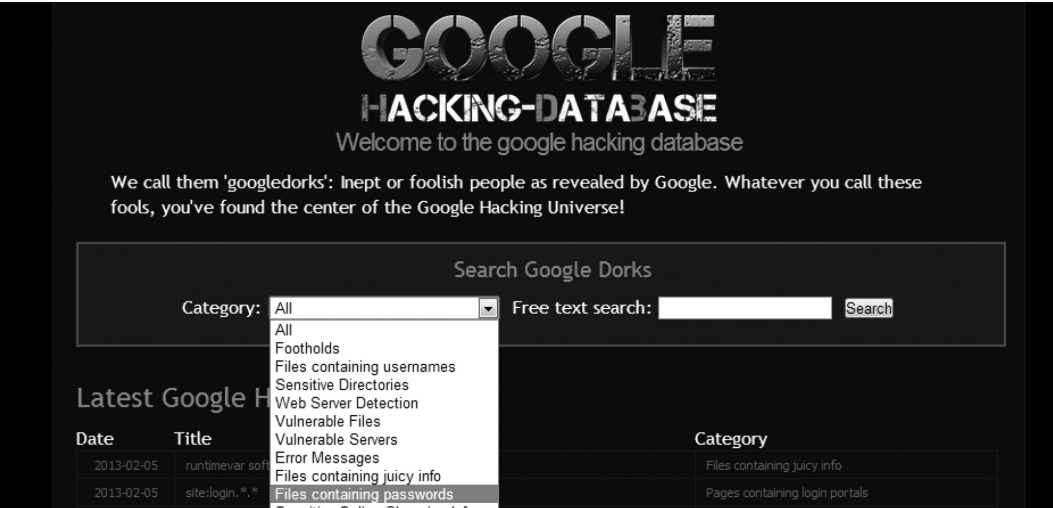 GOOGLE
HACKING-DATABASE
Welcome to the google hacking database
We call them 'googledorks': Inept or foolish people as revealed by Google. Whatever you call these
fools, you've found the center of the Google Hacking Universe!
Search Google Dorks
Category: All Free text search: Search
All
Footholds
Files containing usernames
Sensitive Directories
Web Server Detection
Vulnerable Files
Vulnerable Servers
Error Messages
Files containing juicy info
Files containing passwords
Latest Google H
Date Title Category
2013-02-05 runtimevar soft Files containing juicy info
2013-02-05 site:login.*.* Pages containing login portals